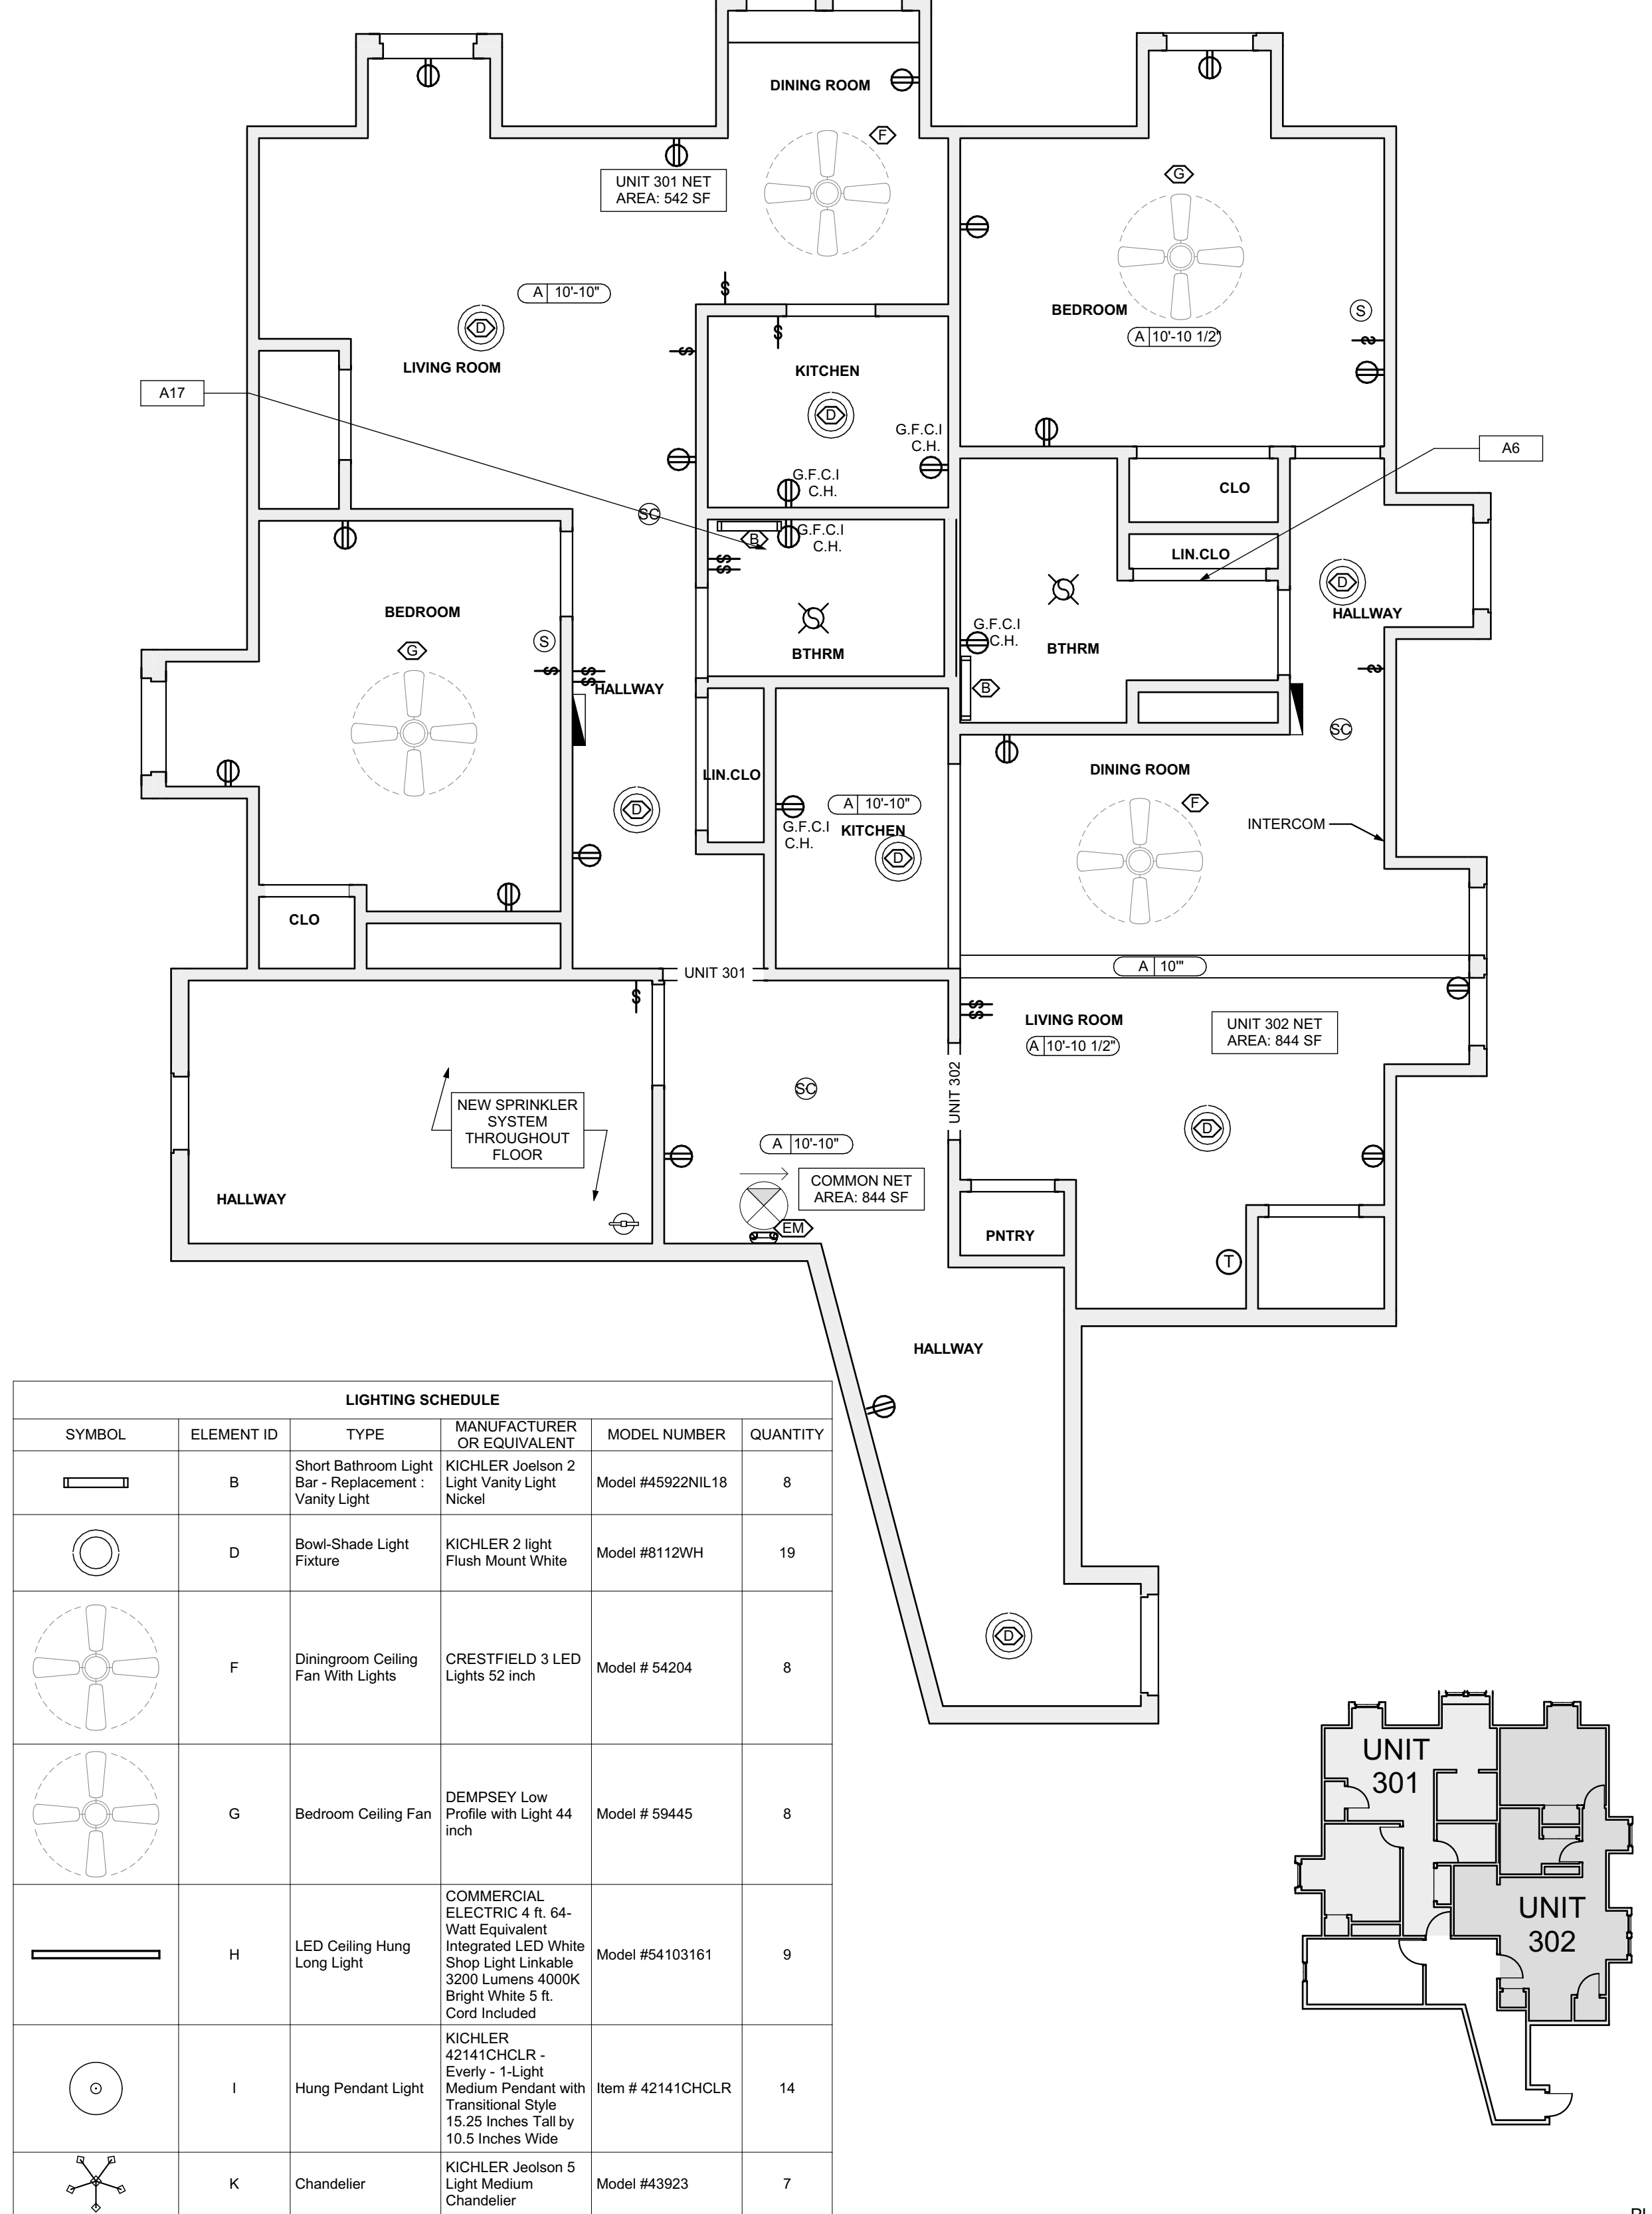 DINING ROOM
F
G
UNIT 301 NET
AREA: 542 SF
A 10'-10"
D
LIVING ROOM
BEDROOM
A 10'-10 1/2"
S
$
$
$
$
KITCHEN
D
A17
G.F.C.I
C.H.
G.F.C.I
C.H.
A6
CLO
SC
B
G.F.C.I
C.H.
$$
LIN.CLO
D
HALLWAY
BEDROOM
G
S
$
$$
HALLWAY
BTHRM
G.F.C.I
C.H.
BTHRM
B
$
SC
LIN.CLO
DINING ROOM
F
A 10'-10"
KITCHEN
G.F.C.I
C.H.
D
D
INTERCOM
CLO
UNIT 301
A 10'"
$
$$
LIVING ROOM
A 10'-10 1/2"
UNIT 302 NET
AREA: 844 SF
UNIT 302
SC
NEW SPRINKLER
SYSTEM
THROUGHOUT
FLOOR
A 10'-10"
D
COMMON NET
AREA: 844 SF
HALLWAY
EM
PNTRY
T
HALLWAY
D
LIGHTING SCHEDULE
SYMBOL ELEMENT ID TYPE MANUFACTURER
OR EQUIVALENT MODEL NUMBER QUANTITY
B
Short Bathroom Light
Bar - Replacement :
Vanity Light
KICHLER Joelson 2
Light Vanity Light
Nickel
Model #45922NIL18
8
D
Bowl-Shade Light
Fixture
KICHLER 2 light
Flush Mount White
Model #8112WH
19
F
Diningroom Ceiling
Fan With Lights
CRESTFIELD 3 LED
Lights 52 inch
Model # 54204
8
G
Bedroom Ceiling Fan
DEMPSEY Low
Profile with Light 44
inch
Model # 59445
8
H
LED Ceiling Hung
Long Light
COMMERCIAL
ELECTRIC 4 ft. 64-
Watt Equivalent
Integrated LED White
Shop Light Linkable
3200 Lumens 4000K
Bright White 5 ft.
Cord Included
Model #54103161
9
I
Hung Pendant Light
KICHLER
42141CHCLR -
Everly - 1-Light
Medium Pendant with
Transitional Style
15.25 Inches Tall by
10.5 Inches Wide
Item # 42141CHCLR
14
K
Chandelier
KICHLER Jeolson 5
Light Medium
Chandelier
Model #43923
7
UNIT
301
UNIT
302